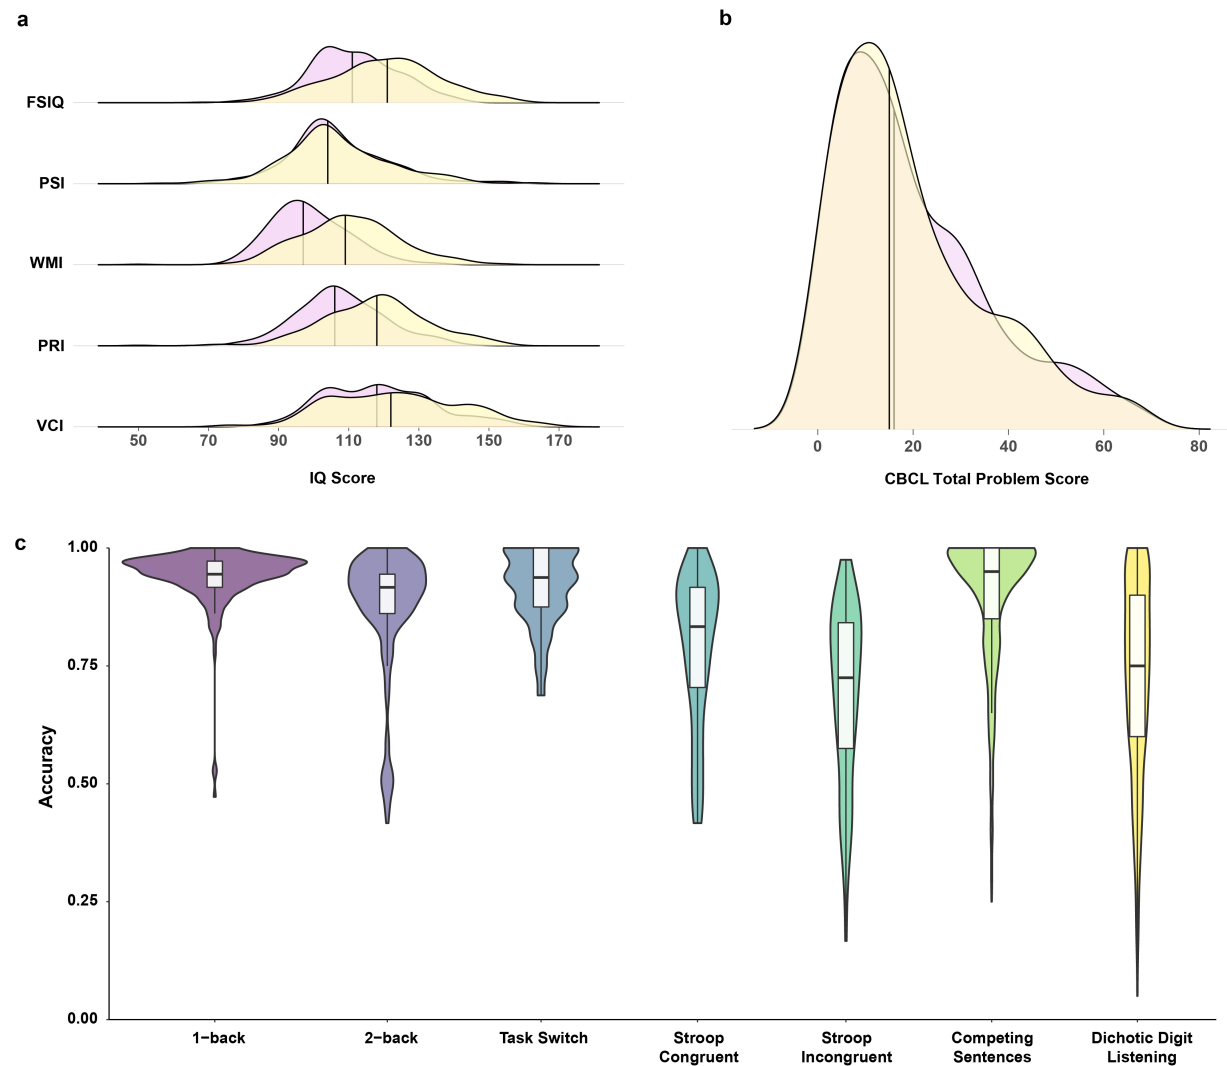 a
FSIQ
PSI
WMI
PRI
VCI
50 70 90 110 130 150 170
IQ Score
b
0 20 40 60 80
CBCL Total Problem Score
c
1.00
0.75
0.50
0.25
0.00
Accuracy
1−back
2−back
Task Switch
Stroop
Congruent
Stroop
Incongruent
Competing
Sentences
Dichotic Digit
Listening